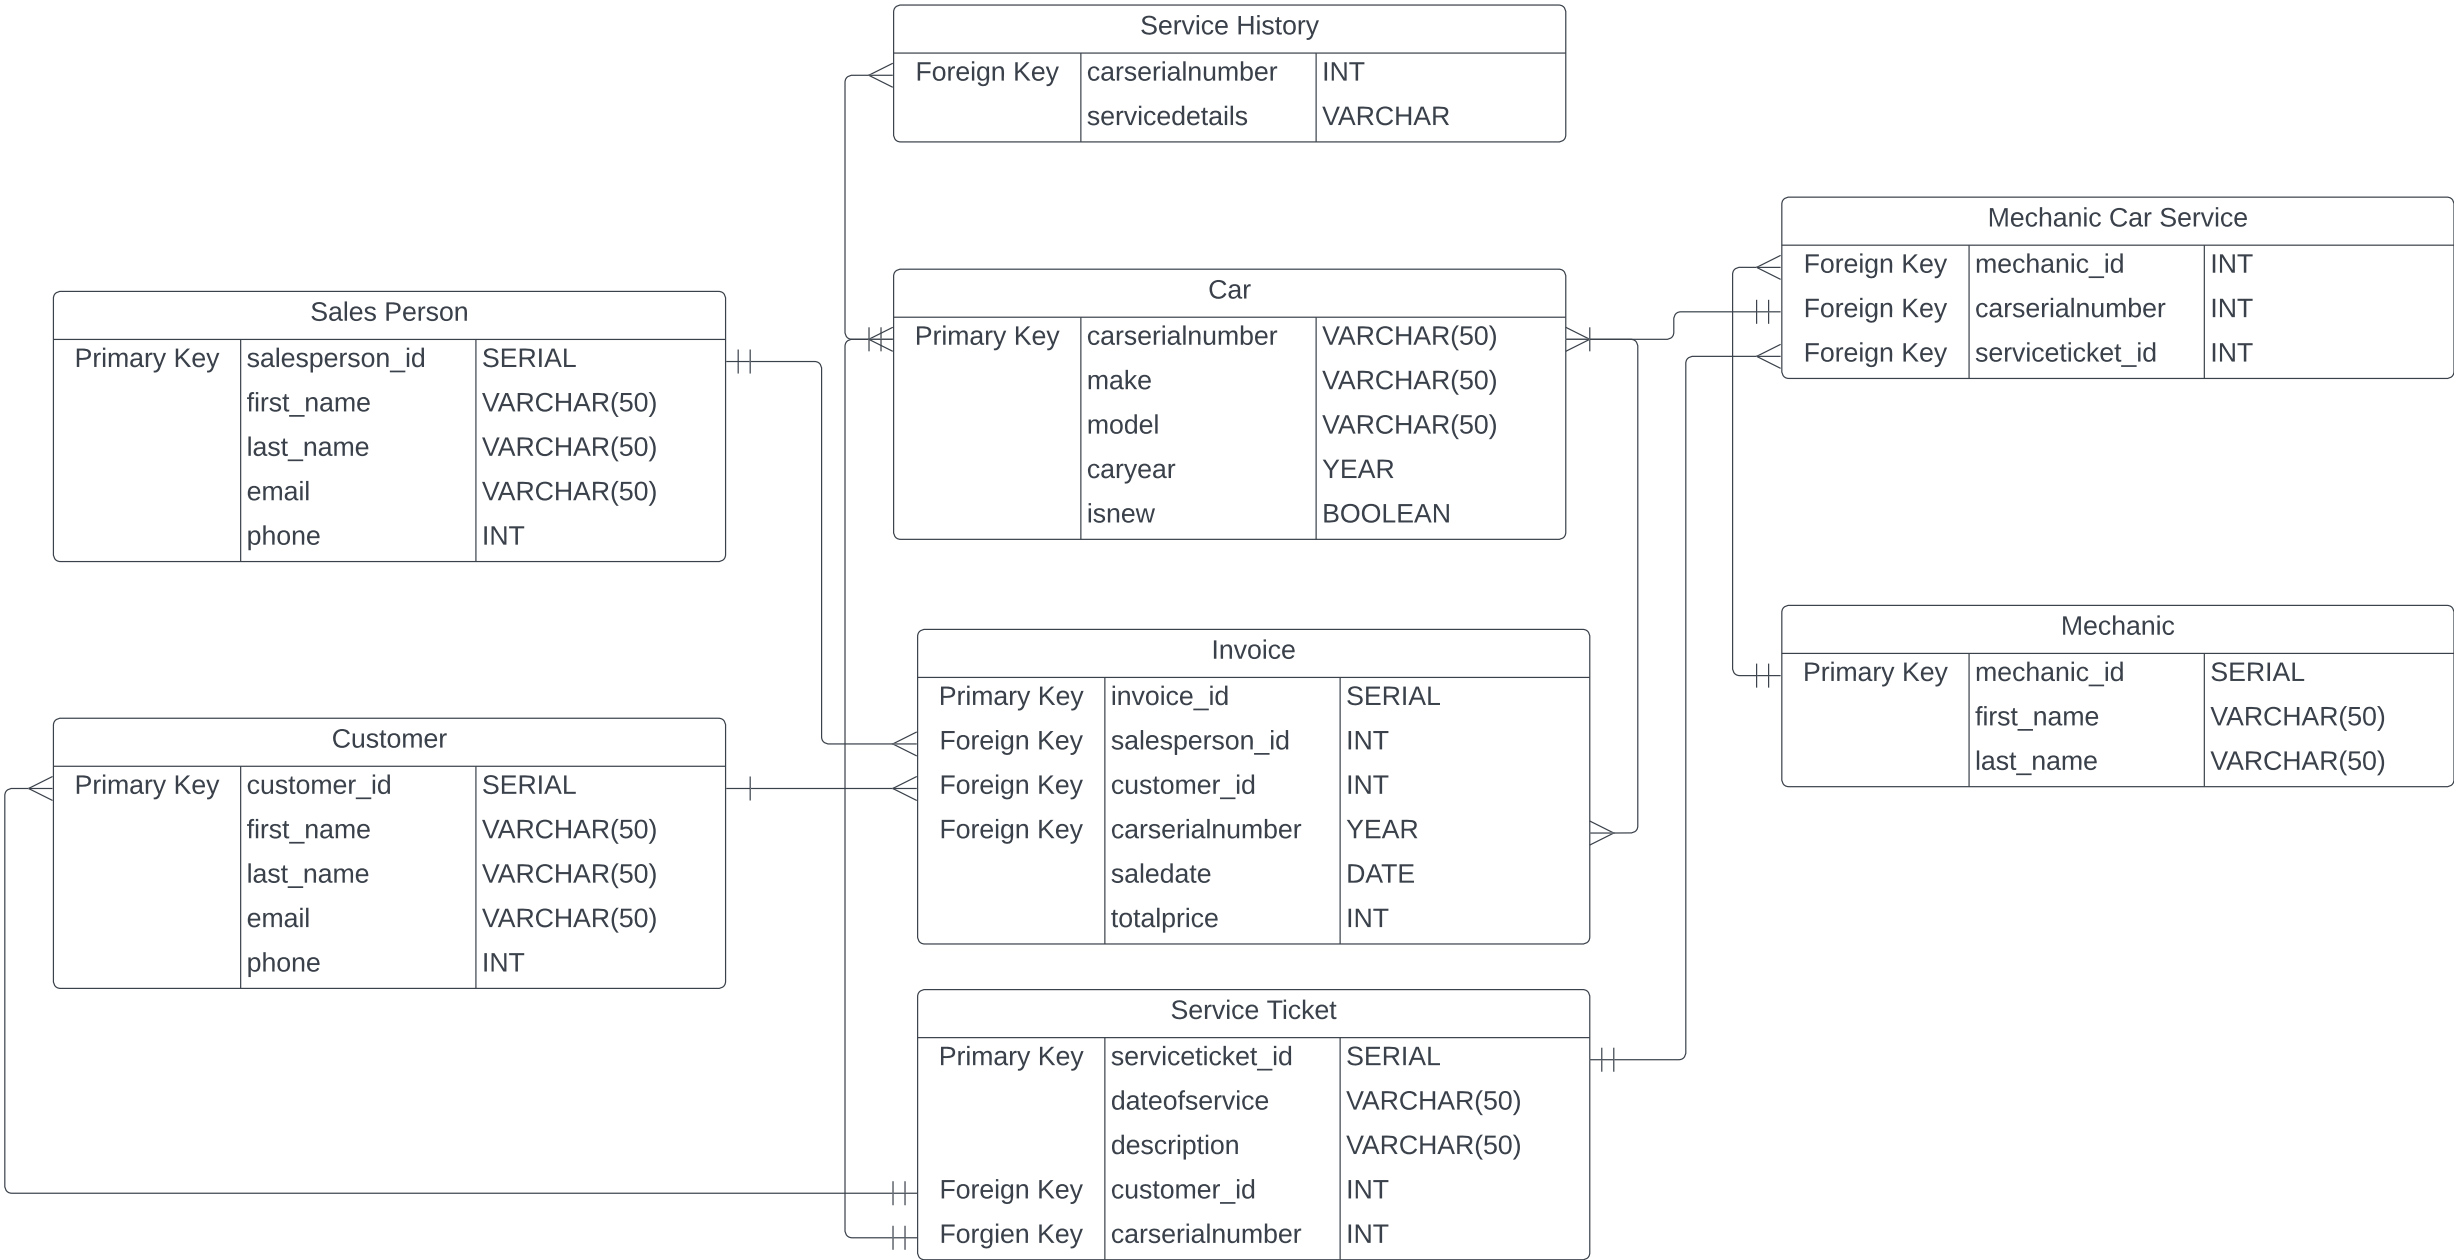 Service History
Foreign Key carserialnumber INT
servicedetails VARCHAR
Mechanic Car Service
Foreign Key mechanic_id INT
Foreign Key carserialnumber INT
Foreign Key serviceticket_id INT
Car
Primary Key carserialnumber VARCHAR(50)
make VARCHAR(50)
model VARCHAR(50)
caryear YEAR
isnew BOOLEAN
Sales Person
Primary Key salesperson_id SERIAL
first_name VARCHAR(50)
last_name VARCHAR(50)
email VARCHAR(50)
phone INT
Mechanic
Primary Key mechanic_id SERIAL
first_name VARCHAR(50)
last_name VARCHAR(50)
Invoice
Primary Key invoice_id SERIAL
Foreign Key salesperson_id INT
Foreign Key customer_id INT
Foreign Key carserialnumber YEAR
saledate DATE
totalprice INT
Customer
Primary Key customer_id SERIAL
first_name VARCHAR(50)
last_name VARCHAR(50)
email VARCHAR(50)
phone INT
Service Ticket
Primary Key serviceticket_id SERIAL
dateofservice VARCHAR(50)
description VARCHAR(50)
Foreign Key customer_id INT
Forgien Key carserialnumber INT